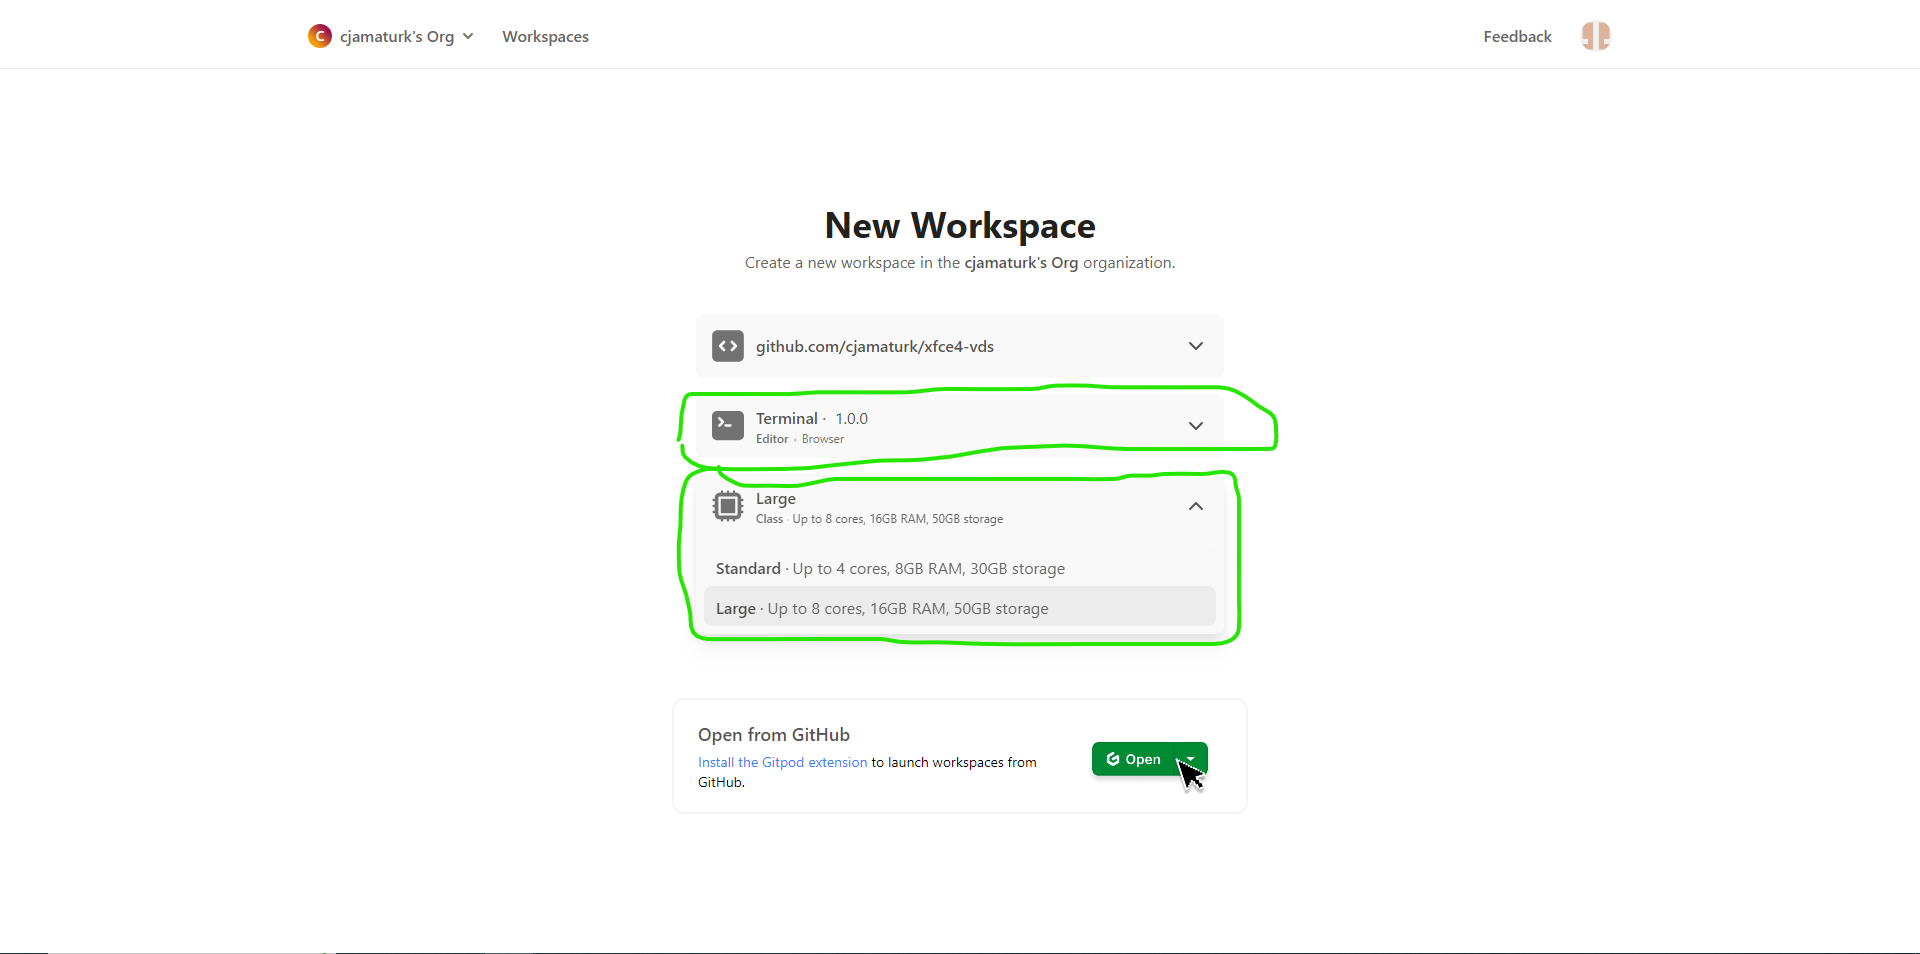 C cjamaturk's Org Workspaces Feedback
New Workspace
Create a new workspace in the cjamaturk's Org organization.
github.com/cjamaturk/xfce4-vds
Terminal · 1.0.0
Editor · Browser
Large
Class · Up to 8 cores, 16GB RAM, 50GB storage
Standard · Up to 4 cores, 8GB RAM, 30GB storage
Large · Up to 8 cores, 16GB RAM, 50GB storage
Open from GitHub
Install the Gitpod extension to launch workspaces from
GitHub.
Open